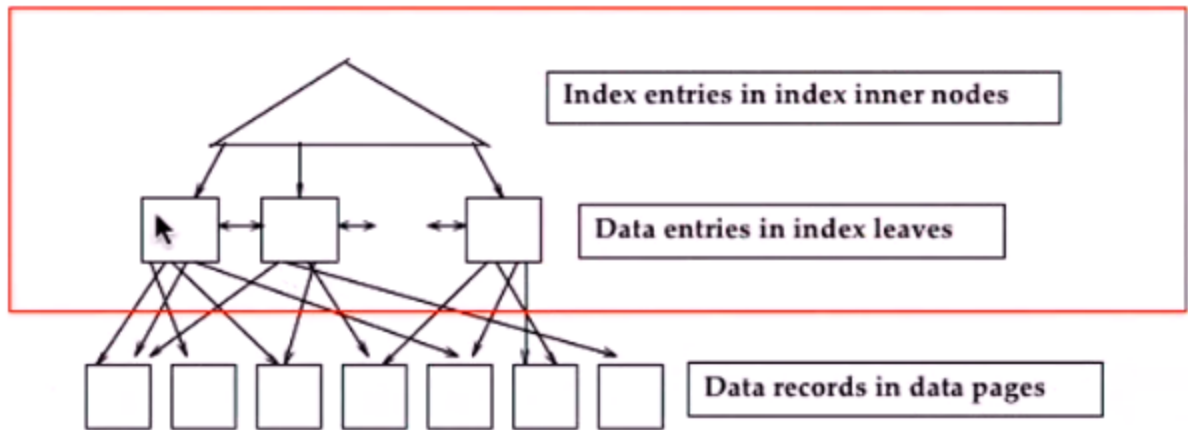 Index entries in index inner nodes
Data entries in index leaves
Data records in data pages